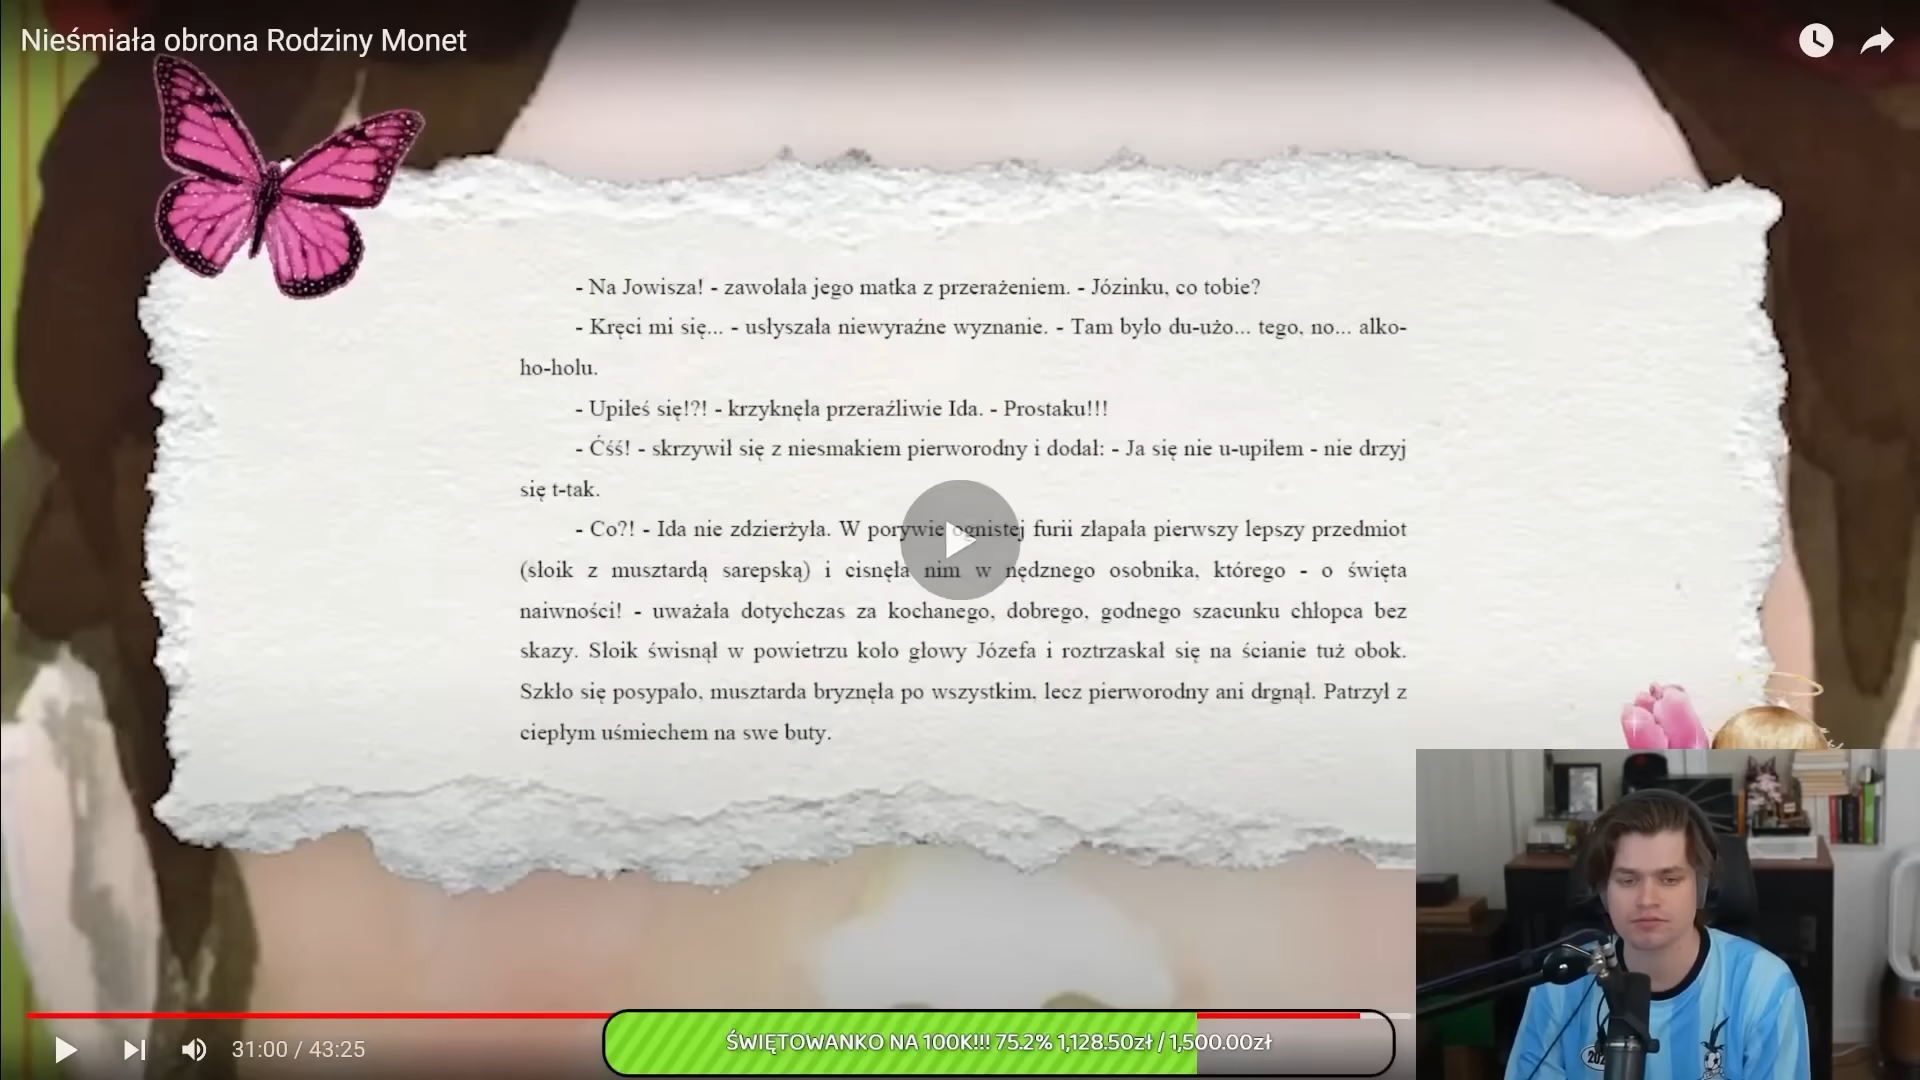 Nieśmiała obrona Rodziny Monet
- Na Jowisza! - zawołała jego matka z przerażeniem. - Józinku, co tobie?
- Kręci mi się... - usłyszała niewyraźne wyznanie. - Tam było du-użo... tego, no... alko-
ho-holu.
- Upiłeś się!?! - krzyknęła przeraźliwie Ida. - Prostaku!!!
- Ćśś! - skrzywił się z niesmakiem pierworodny i dodał: - Ja się nie u-upiłem - nie drzyj
się t-tak.
- Co?! - Ida nie zdzierżyła. W porywie ognistej furii złapała pierwszy lepszy przedmiot
(słoik z musztardą sarepską) i cisnęła nim w nędznego osobnika, którego - o święta
naiwności! - uważała dotychczas za kochanego, dobrego, godnego szacunku chłopca bez
skazy. Słoik świsnął w powietrzu koło głowy Józefa i roztrzaskał się na ścianie tuż obok.
Szkło się posypało, musztarda bryznęła po wszystkim, lecz pierworodny ani drgnął. Patrzył z
ciepłym uśmiechem na swe buty.
31:00 / 43:25
ŚWIĘTOWANKO NA 100K!!! 75.2% 1,128.50zł / 1,500.00zł